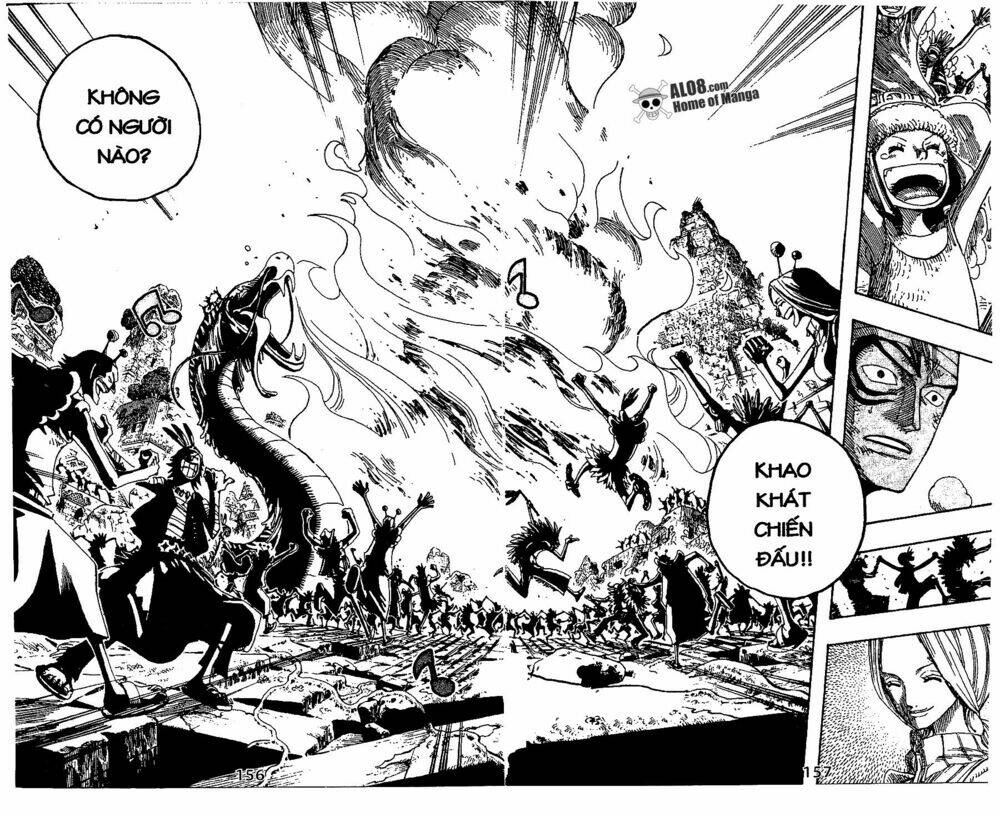 KHÔNG
CÓ NGƯỜI
NÀO?
ALO8.com
Home of Manga
KHAO
KHÁT
CHIẾN
ĐẤU!!
156
157